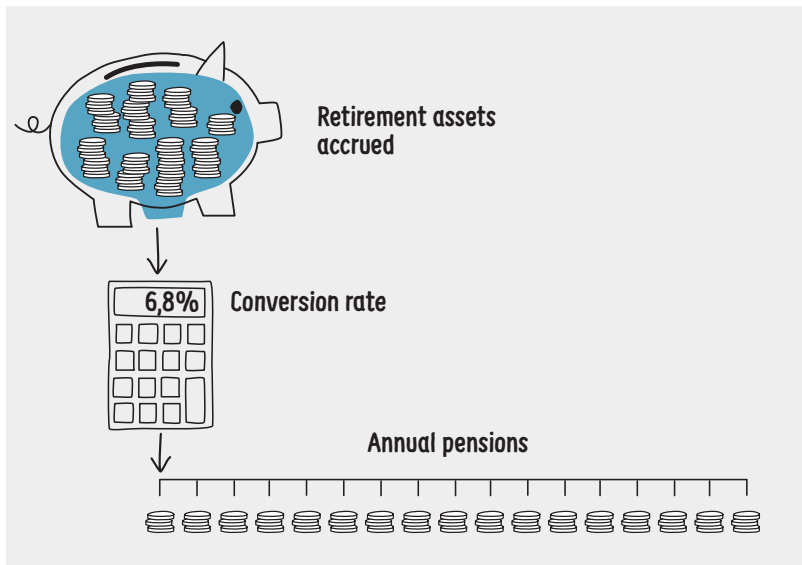 Retirement assets
accrued
6,8%
Conversion rate
Annual pensions